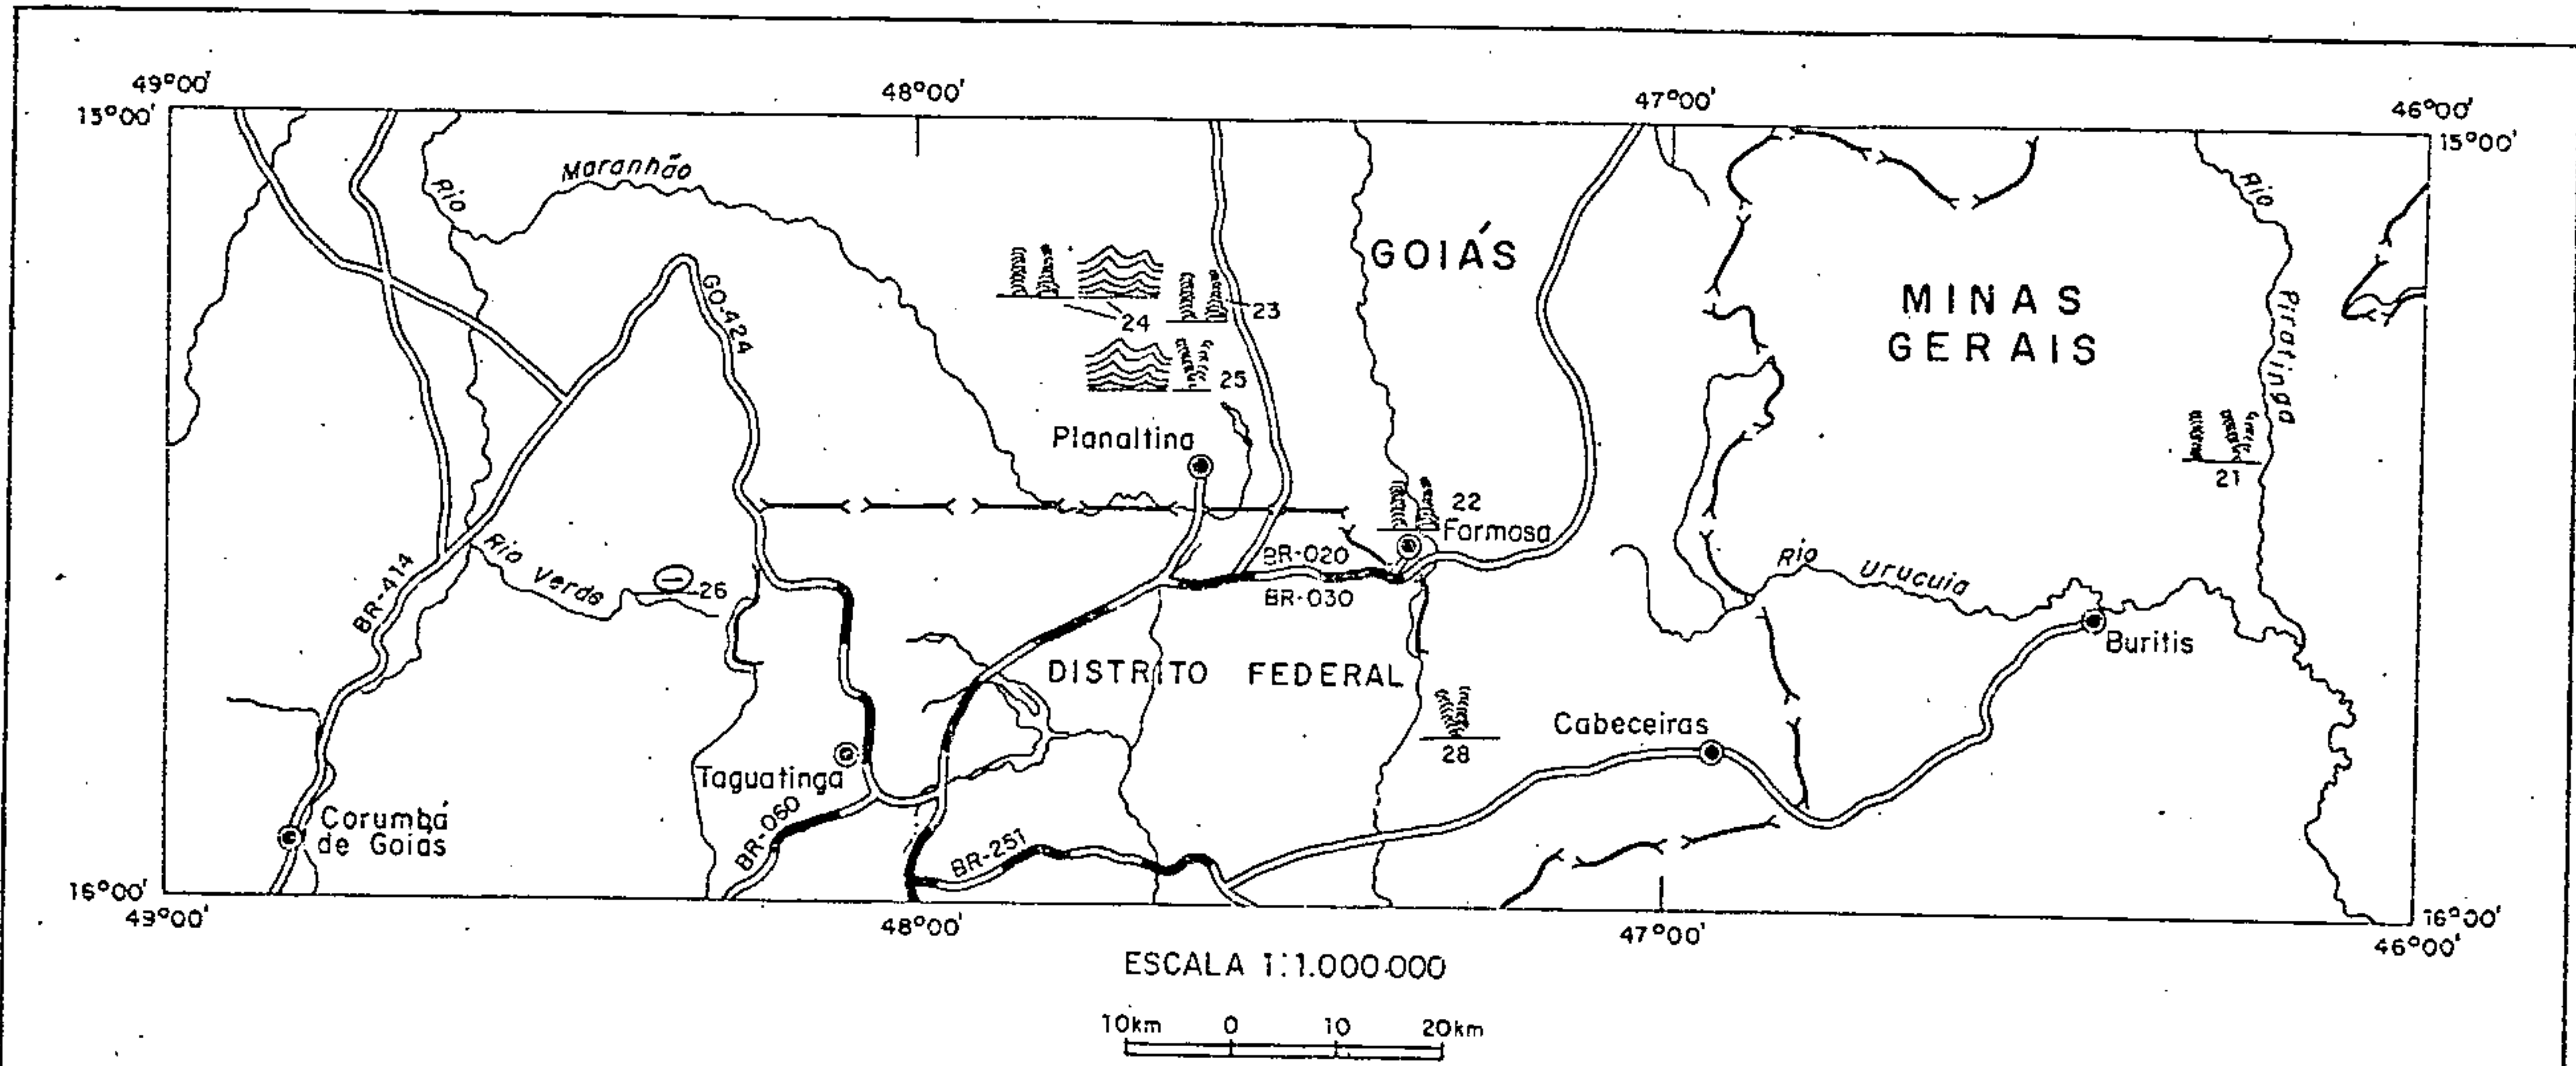 49°00'
48°00'
47°00'
46°00'
15°00'
15°00'
Rio
Maranhão
GOIÁS
Rio
Piratinga
MINAS
GERAIS
GO-424
24
23
25
Planaltina
21
22
Formosa
BR-020
BR-030
BR-414
Rio Verde
26
Rio Urucuia
Buritis
DISTRITO FEDERAL
28
Cabeceiras
Taguatinga
BR-060
BR-251
Corumbá
de Goiás
16°00'
16°00'
49°00'
48°00'
47°00'
46°00'
ESCALA 1:1.000.000
10km 0 10 20km